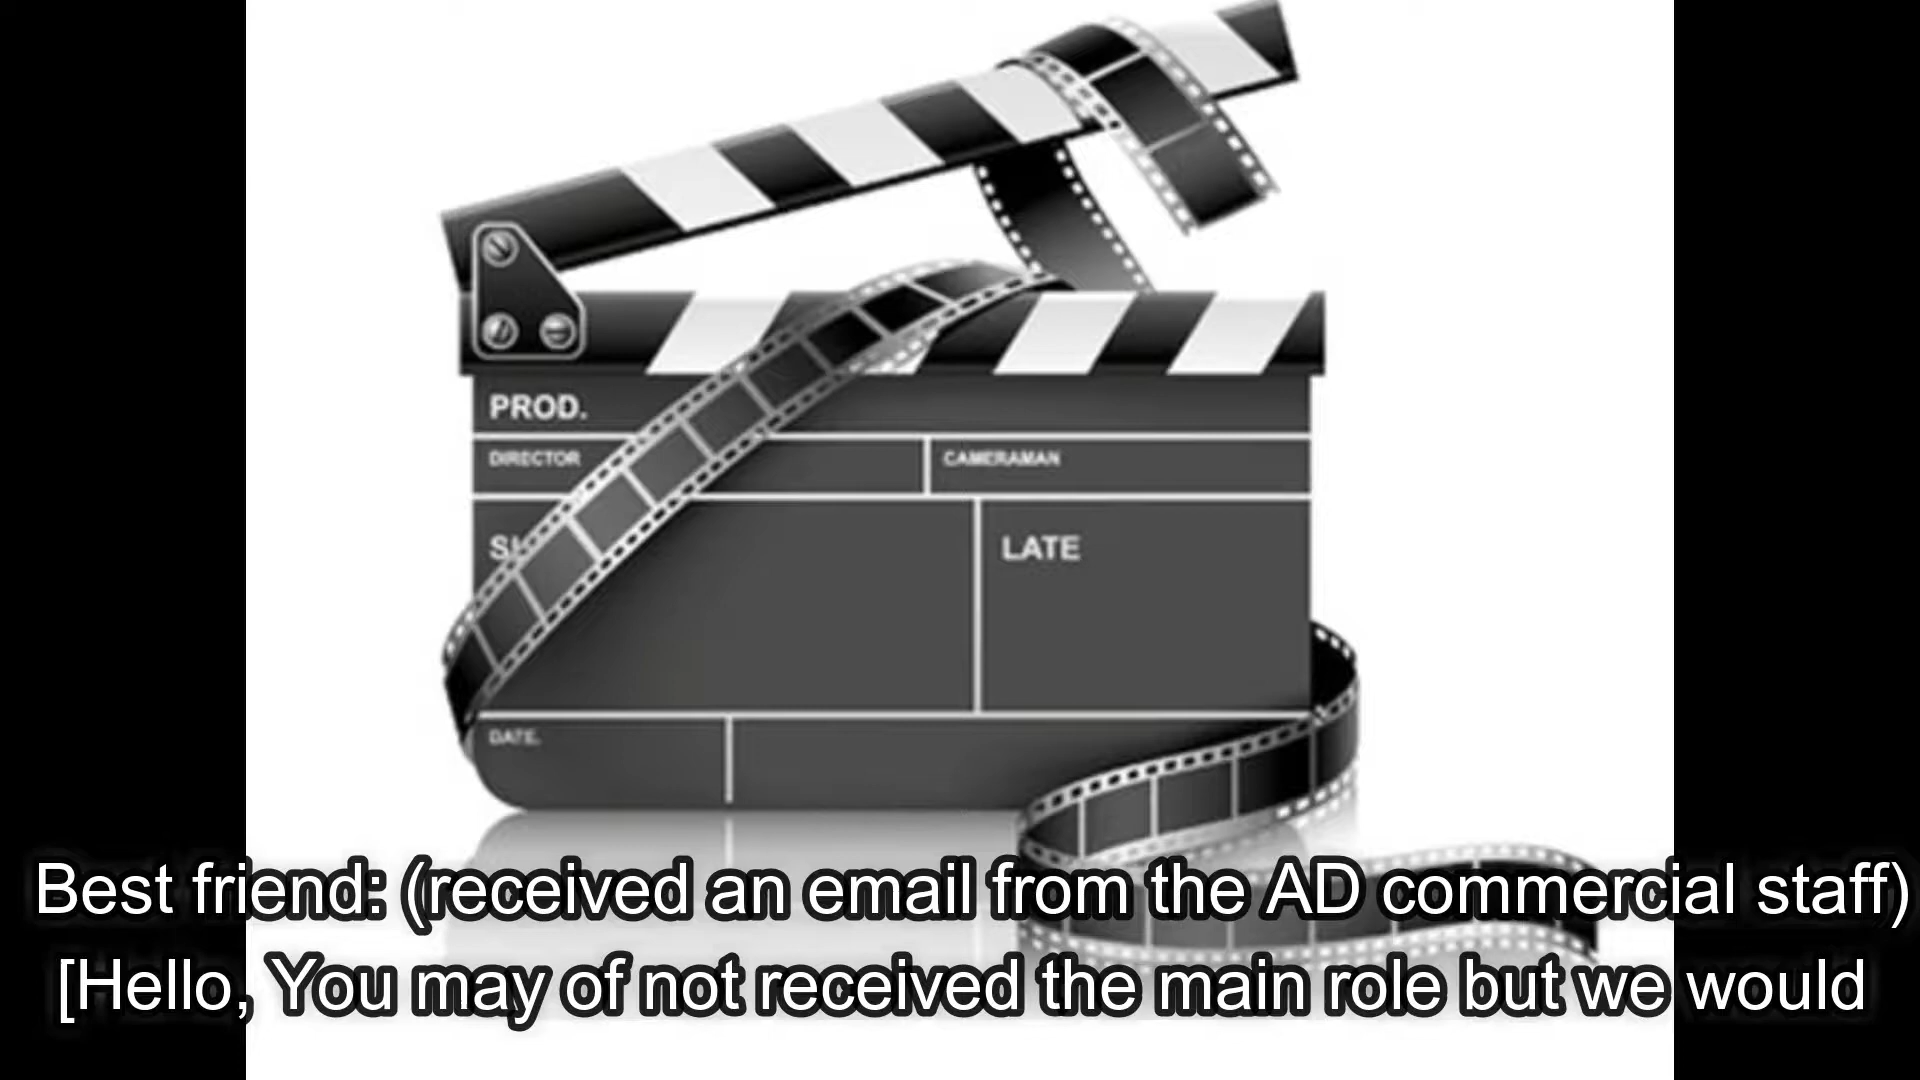 PROD.
DIRECTOR
CAMERAMAN
LATE
DATE.
Best friend: (received an email from the AD commercial staff)
[Hello, You may of not received the main role but we would